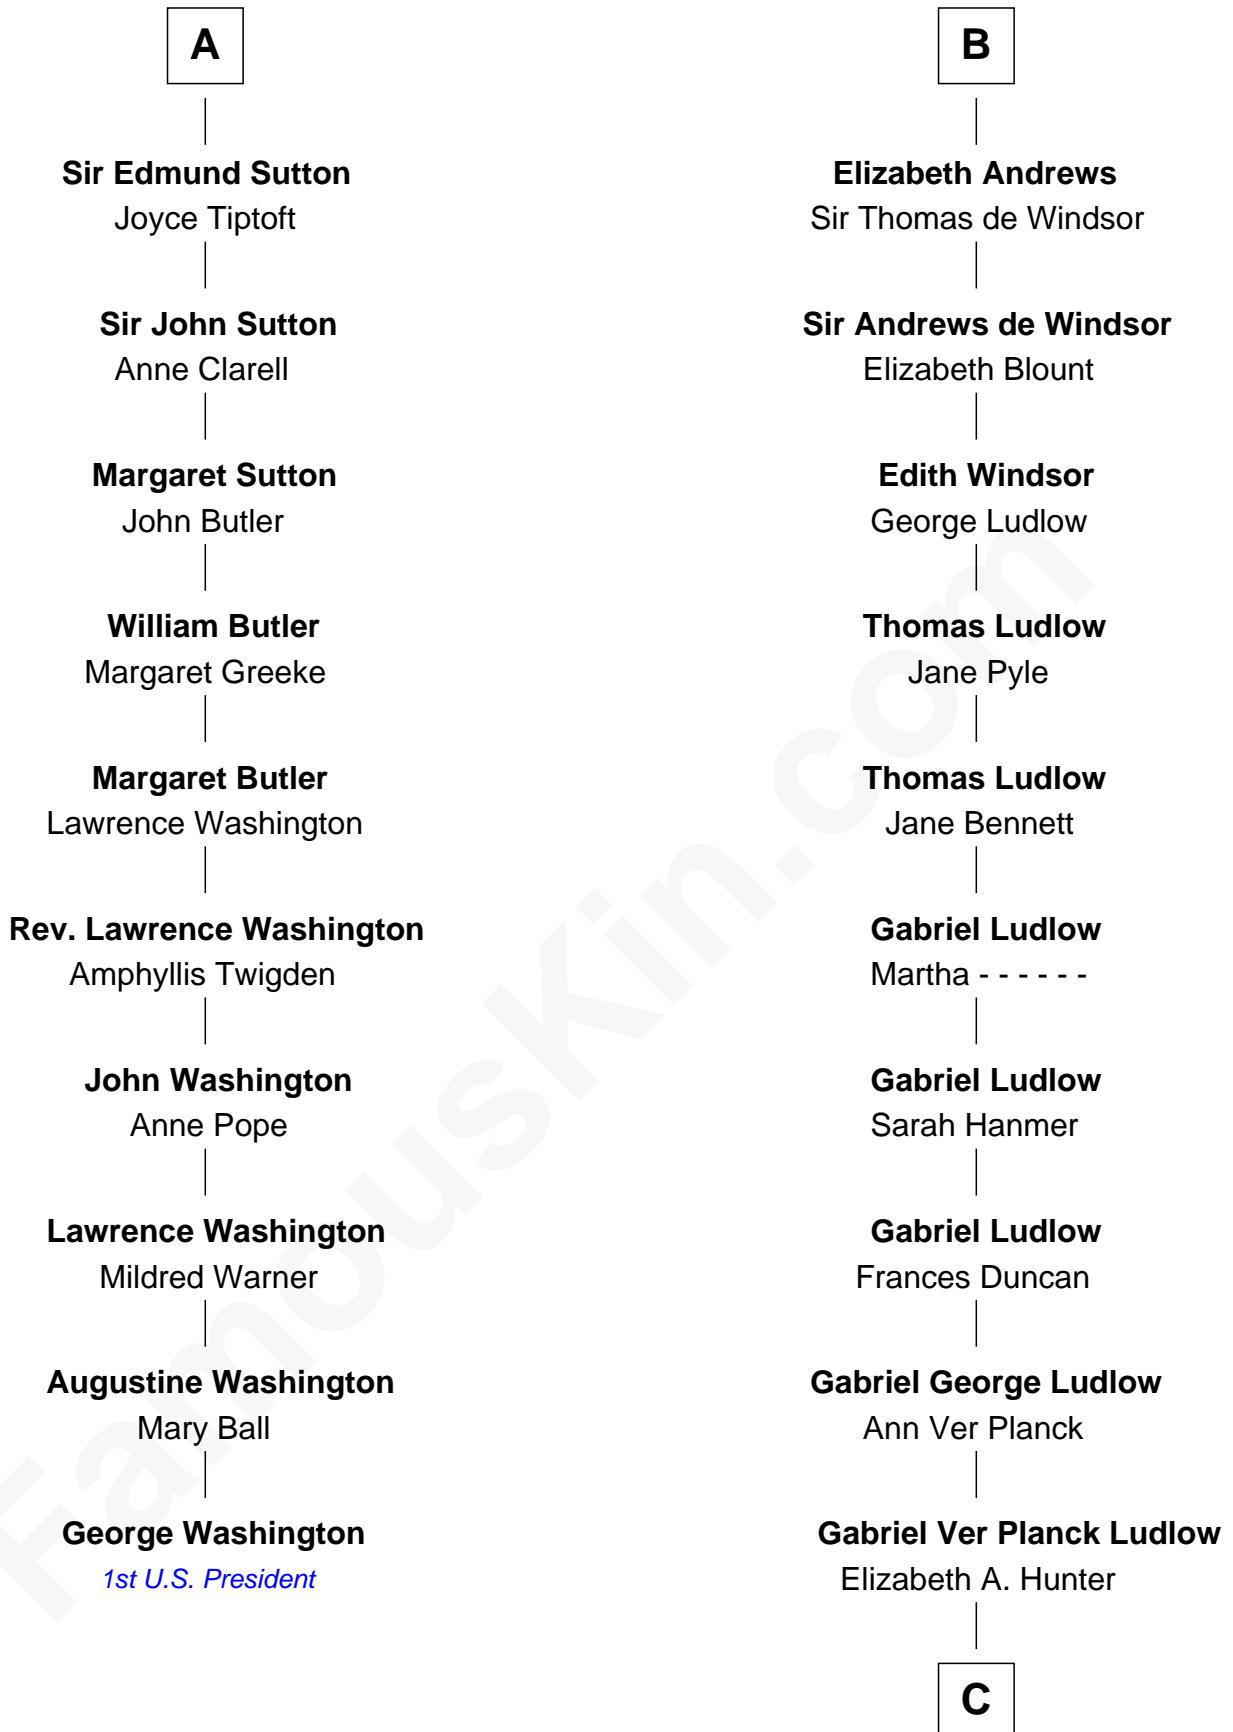 A
Sir Edmund Sutton
Joyce Tiptoft
Sir John Sutton
Anne Clarell
Margaret Sutton
John Butler
William Butler
Margaret Greeke
Margaret Butler
Lawrence Washington
Rev. Lawrence Washington
Amphyllis Twigden
John Washington
Anne Pope
Lawrence Washington
Mildred Warner
Augustine Washington
Mary Ball
George Washington
1st U.S. President
B
Elizabeth Andrews
Sir Thomas de Windsor
Sir Andrews de Windsor
Elizabeth Blount
Edith Windsor
George Ludlow
Thomas Ludlow
Jane Pyle
Thomas Ludlow
Jane Bennett
Gabriel Ludlow
Martha - - - - - -
Gabriel Ludlow
Sarah Hanmer
Gabriel Ludlow
Frances Duncan
Gabriel George Ludlow
Ann Ver Planck
Gabriel Ver Planck Ludlow
Elizabeth A. Hunter
C
FamousKin.com